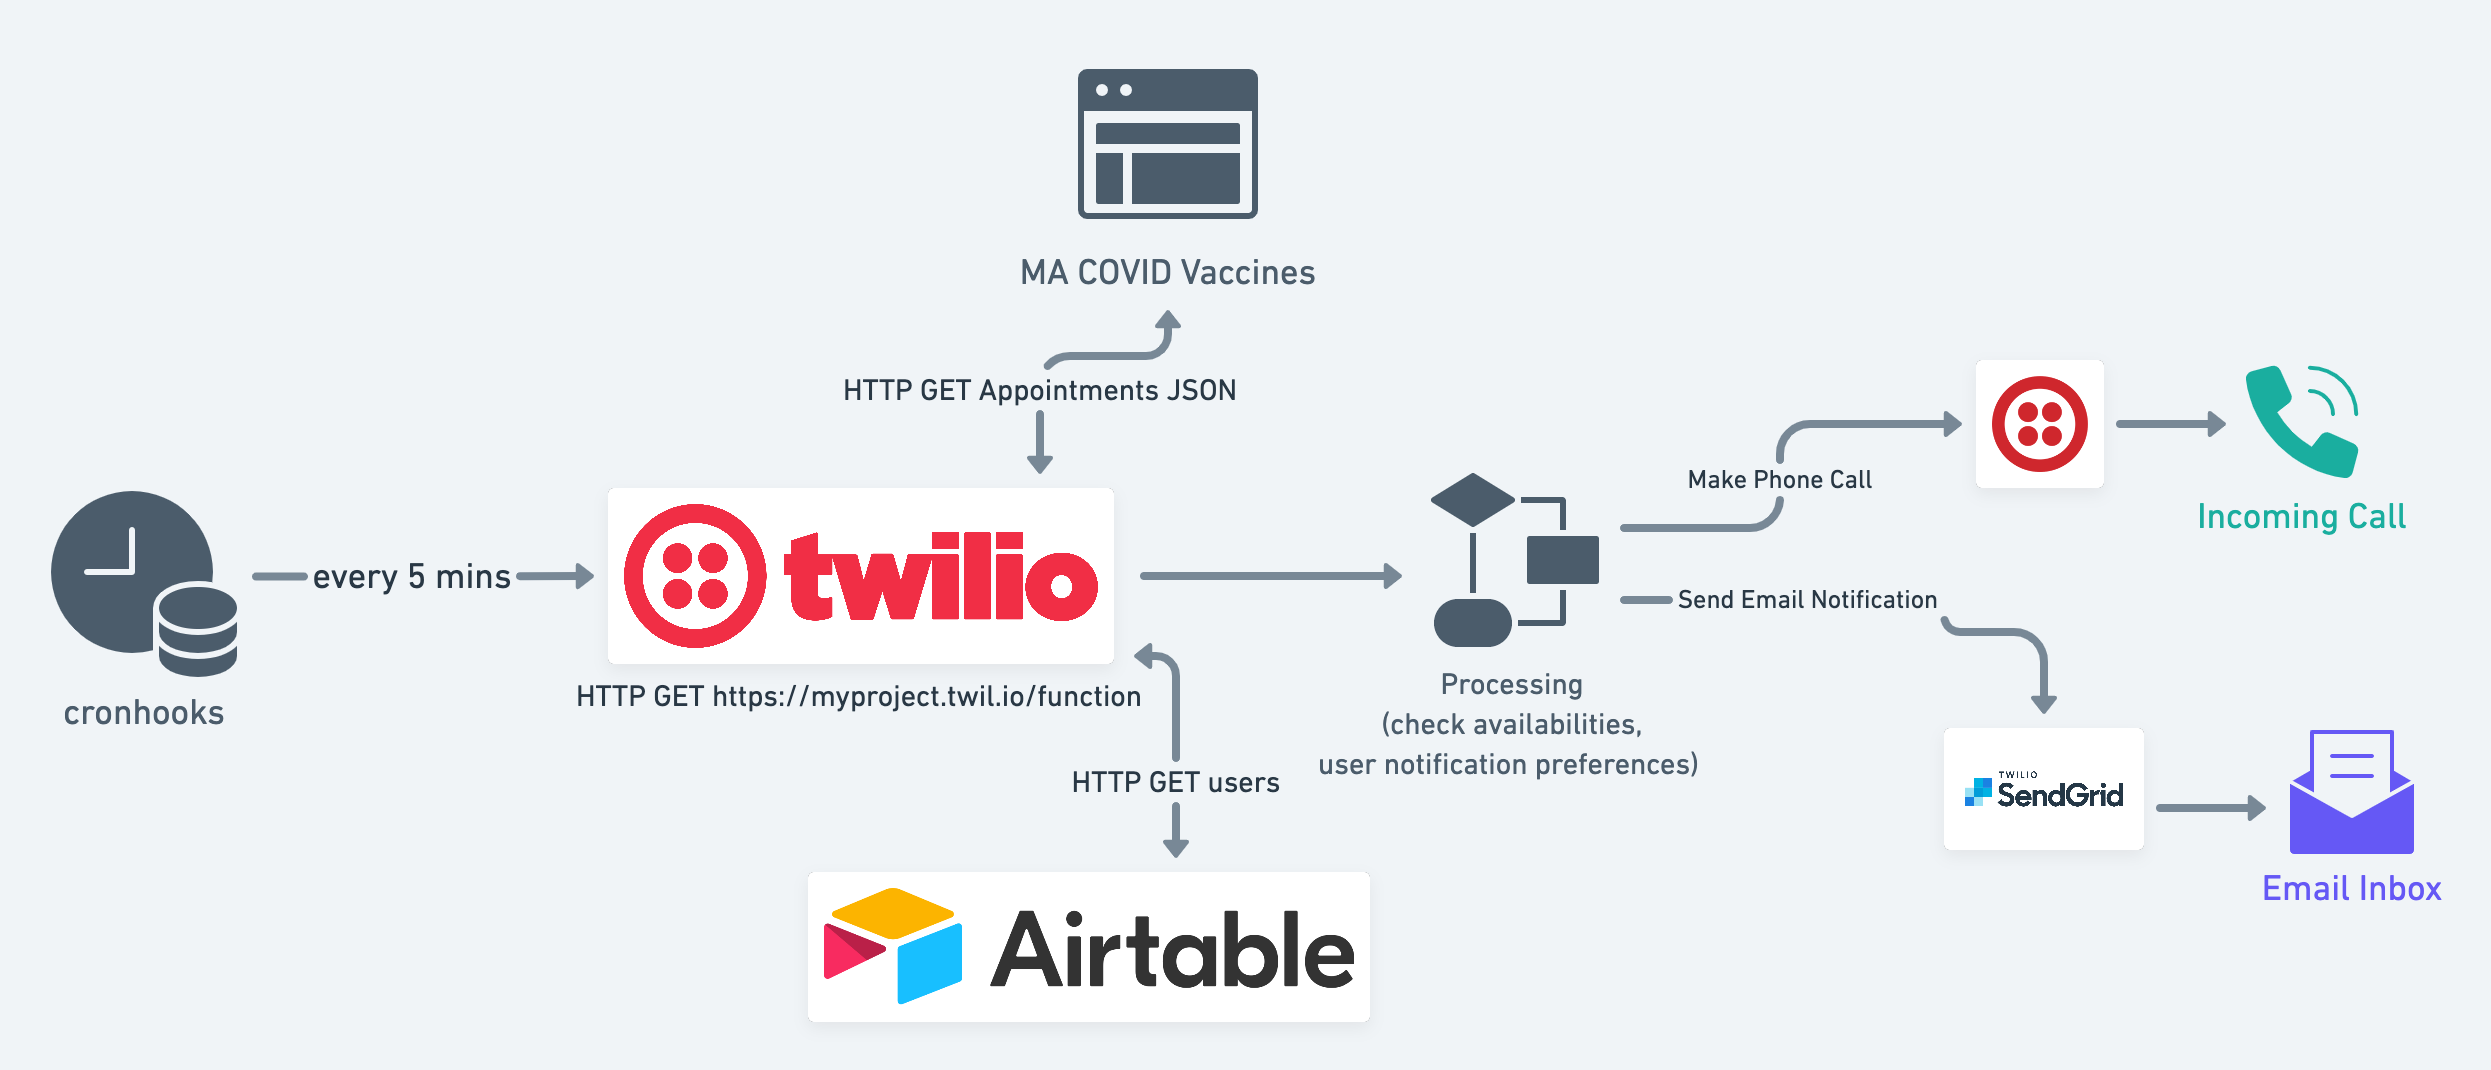 MA COVID Vaccines
HTTP GET Appointments JSON
cronhooks
every 5 mins
twilio
HTTP GET https://myproject.twil.io/function
HTTP GET users
Airtable
Processing
(check availabilities,
user notification preferences)
Make Phone Call
Incoming Call
Send Email Notification
TWILIO
SendGrid
Email Inbox